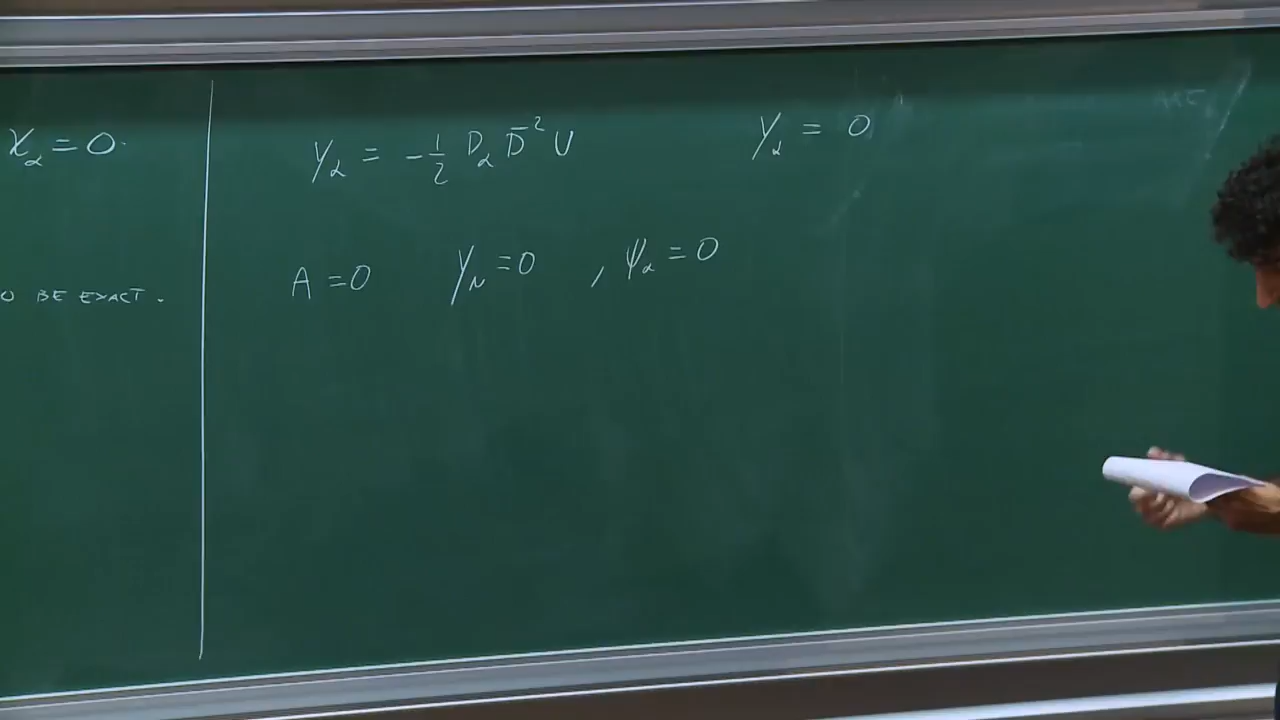 χ_α = 0.
O BE EXACT.
y_α = -1/2 D_α D̄² U    y_α = 0
A = 0    y_μ = 0 , ψ_α = 0